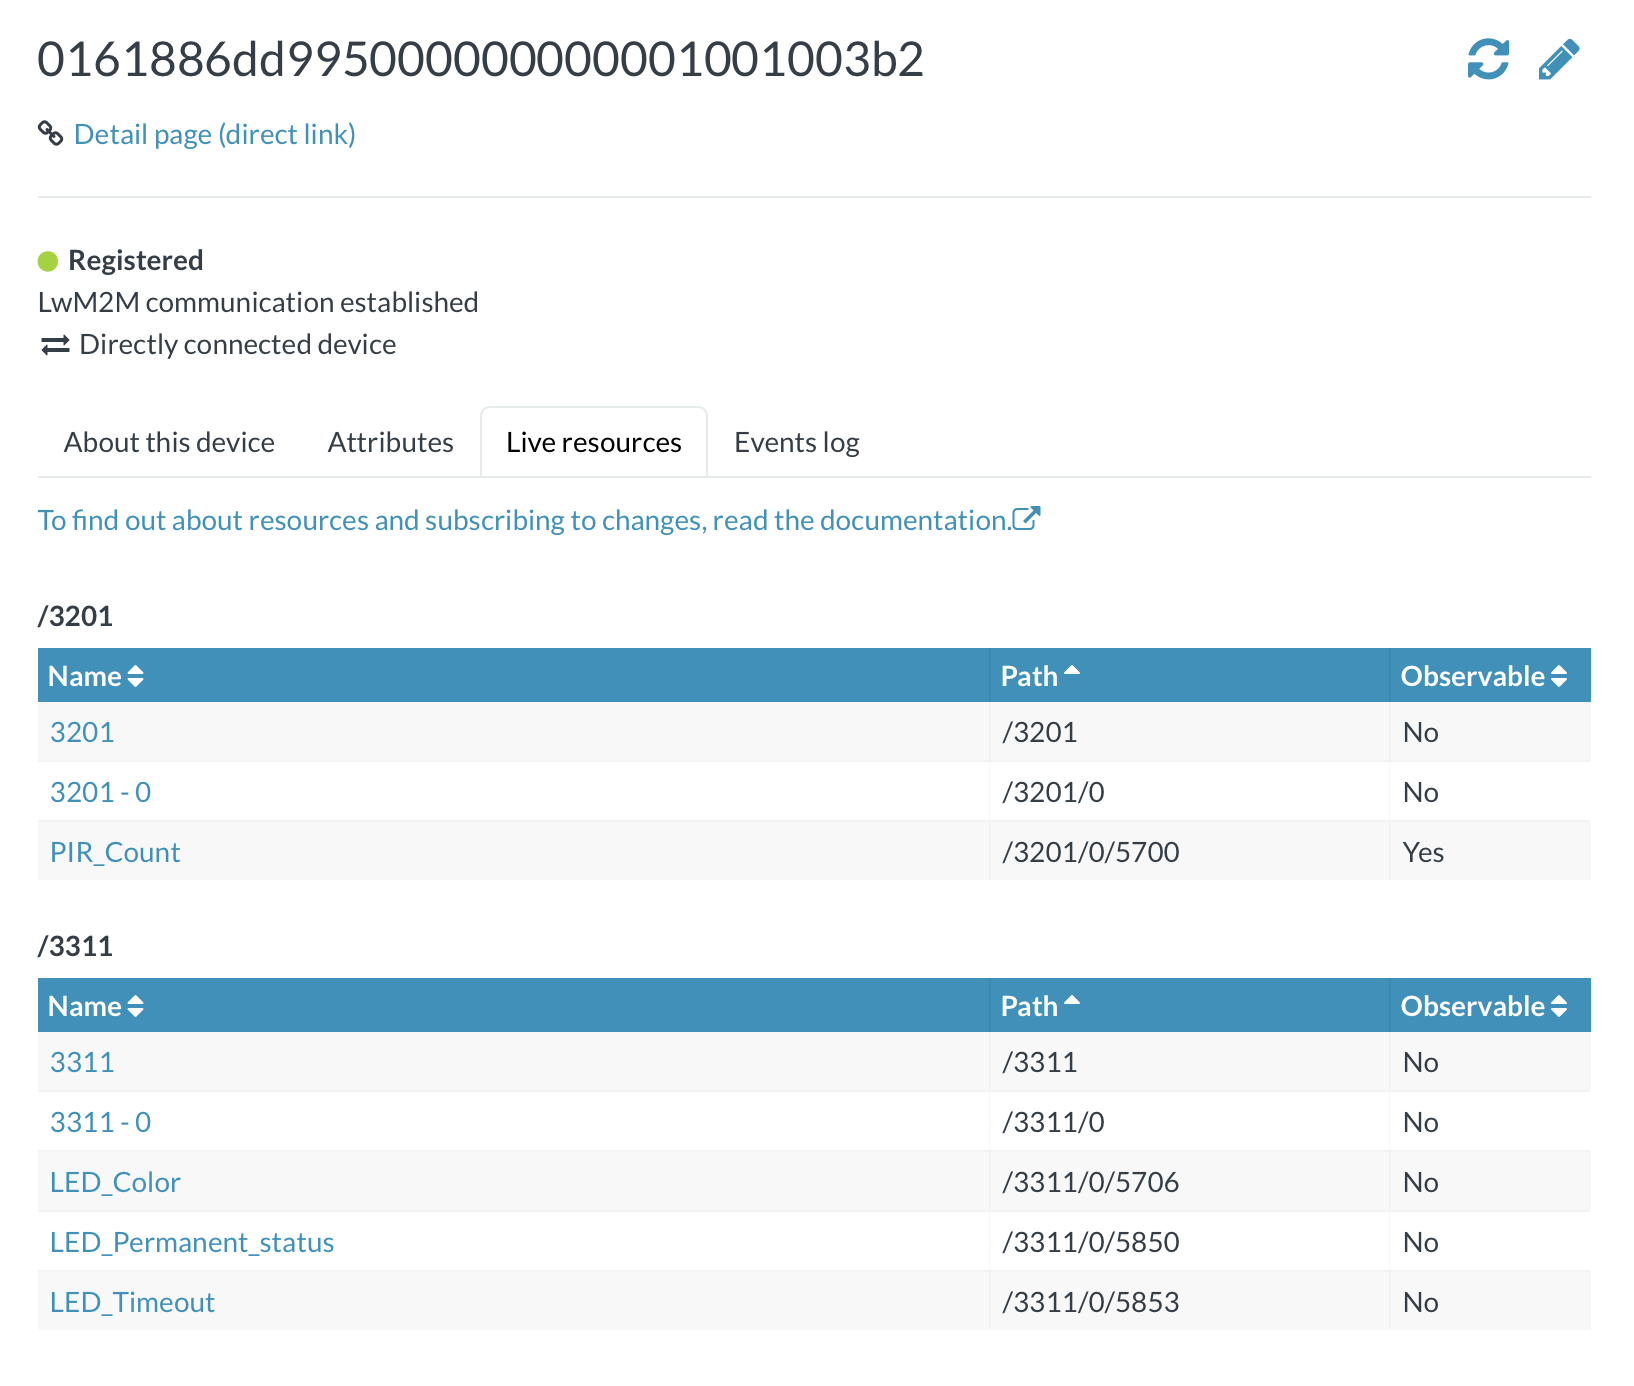 0161886dd995000000000001001003b2
Detail page (direct link)
Registered
LwM2M communication established
Directly connected device
About this device Attributes Live resources Events log
To find out about resources and subscribing to changes, read the documentation.
/3201
Name Path Observable
3201 /3201 No
3201 - 0 /3201/0 No
PIR_Count /3201/0/5700 Yes
/3311
Name Path Observable
3311 /3311 No
3311 - 0 /3311/0 No
LED_Color /3311/0/5706 No
LED_Permanent_status /3311/0/5850 No
LED_Timeout /3311/0/5853 No